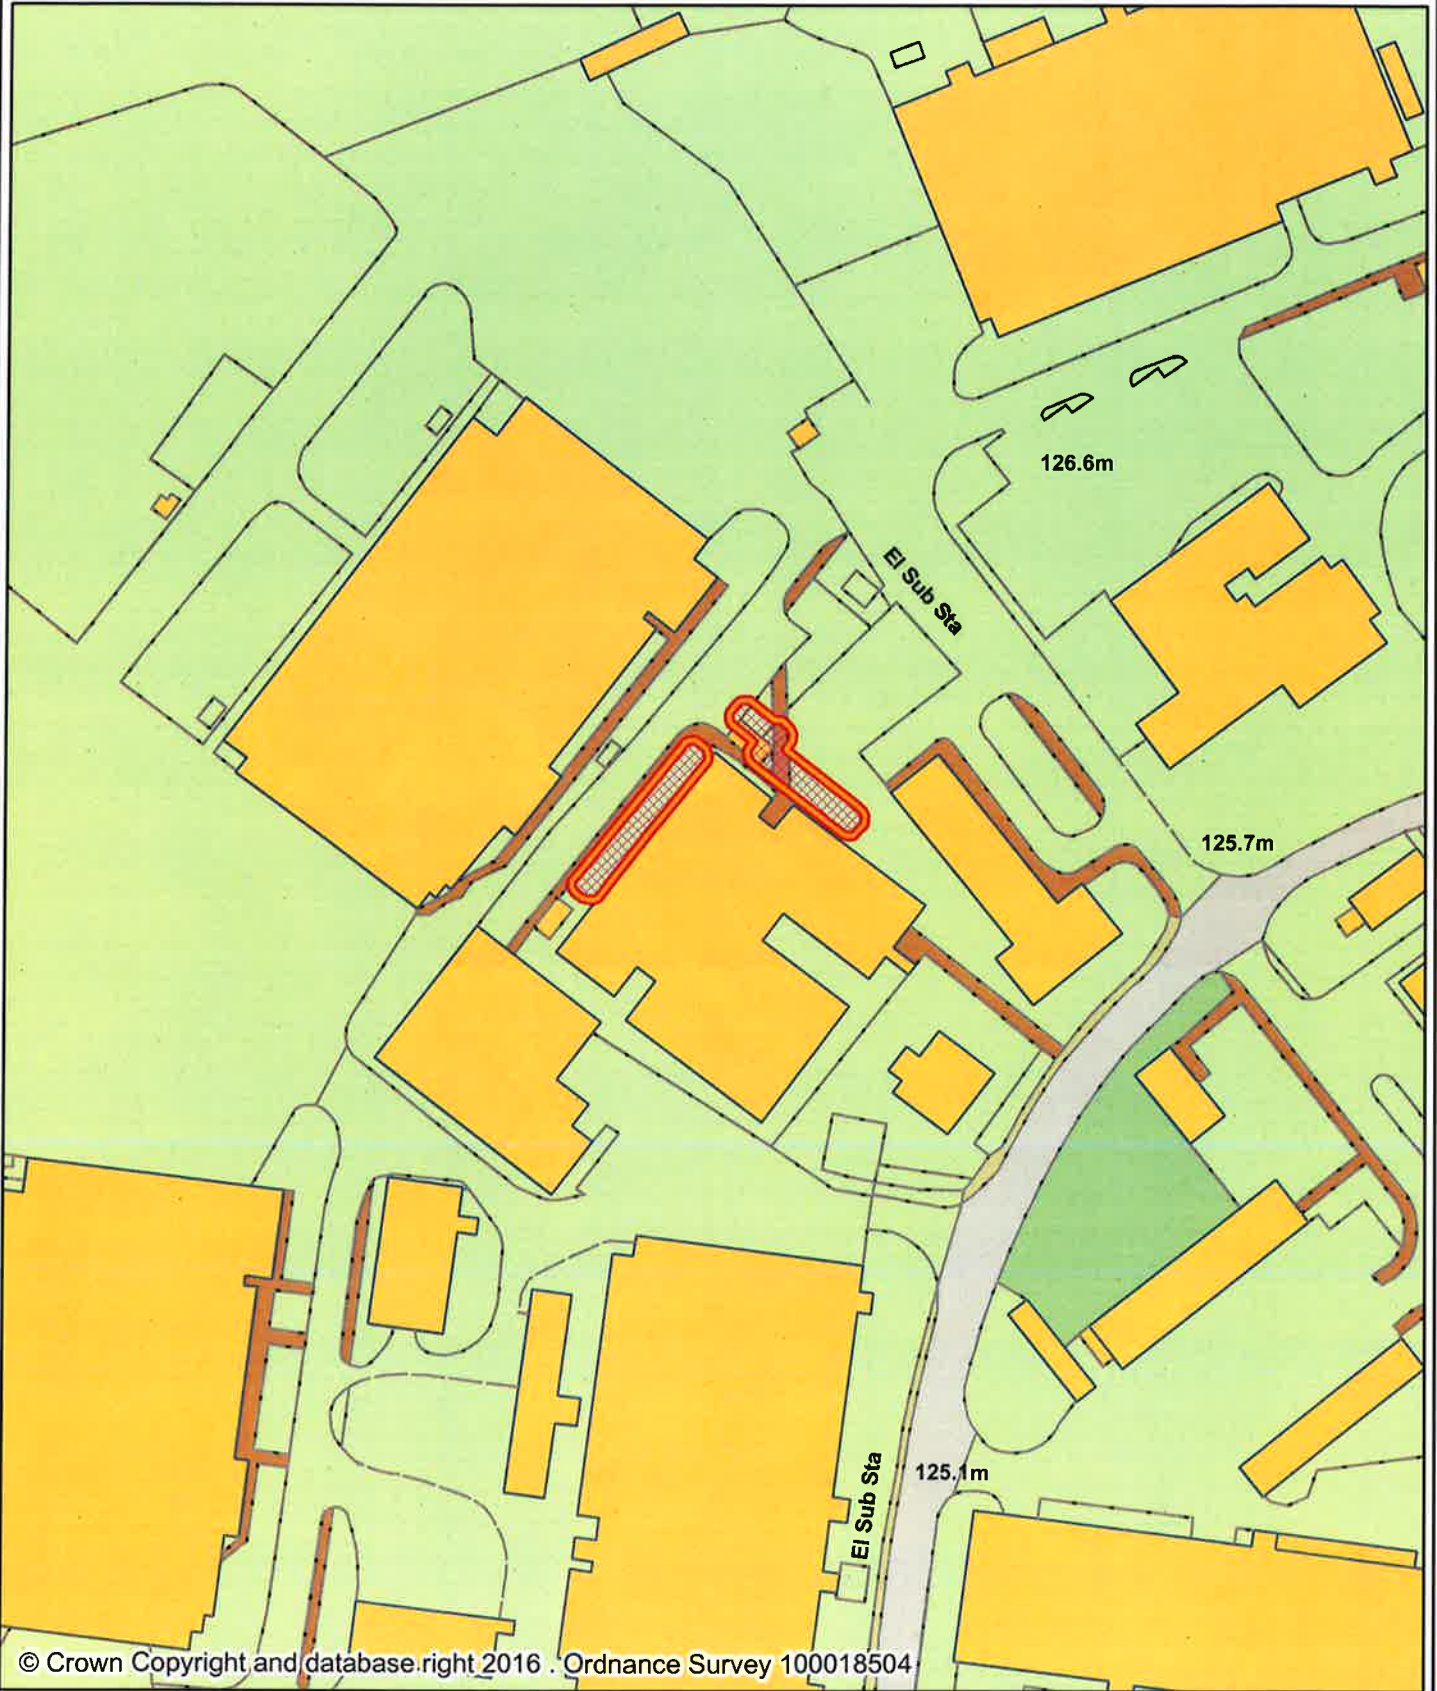 126.6m
El Sub Sta
125.7m
125.1m
El Sub Sta
© Crown Copyright and database right 2016 . Ordnance Survey 100018504